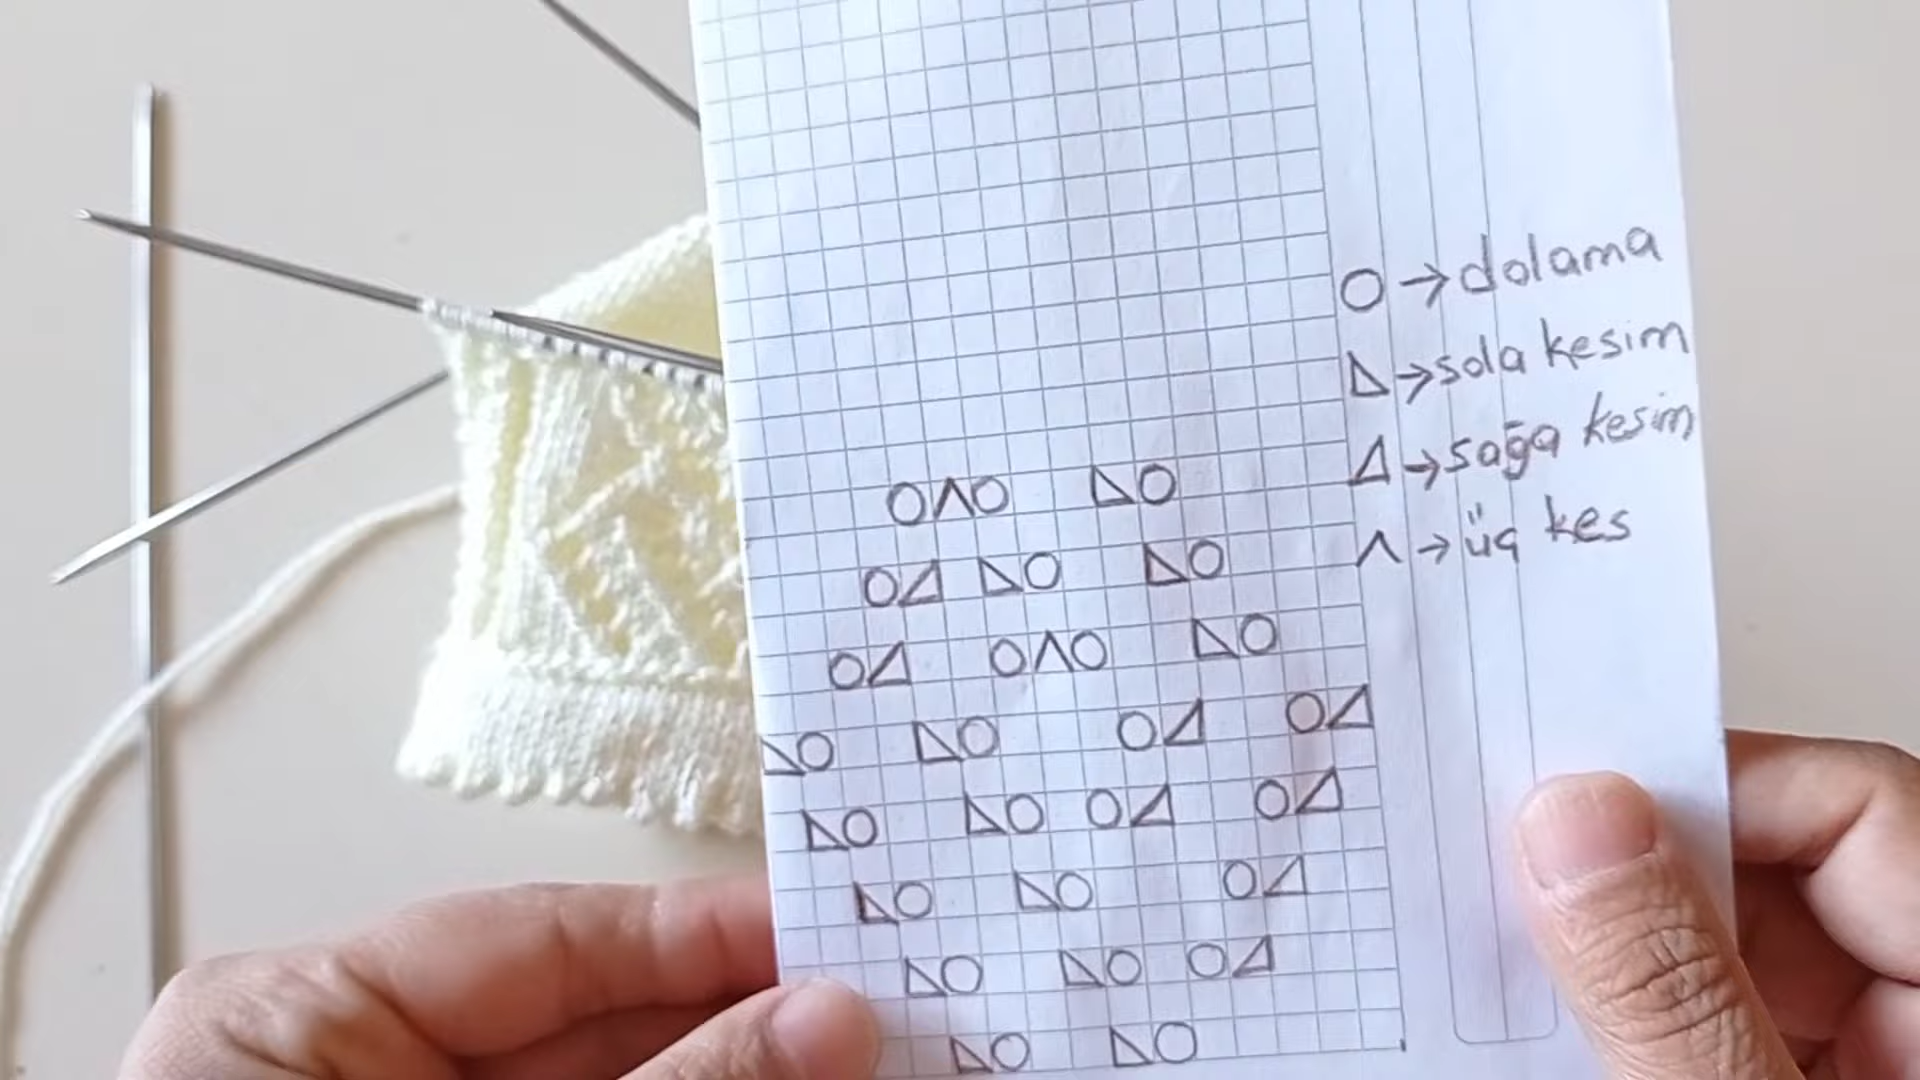 ○ → dolama
◺ → sola kesim
◿ → sağa kesim
Λ → üç kes
○Λ○ ◺○
○◿ ◺○ ◺○
○◿ ○Λ○ ◺○
◺○ ◺○ ○◿ ○◿
◺○ ◺○ ○◿ ○◿
◺○ ◺○ ○◿
◺○ ◺○ ○◿
◺○ ◺○